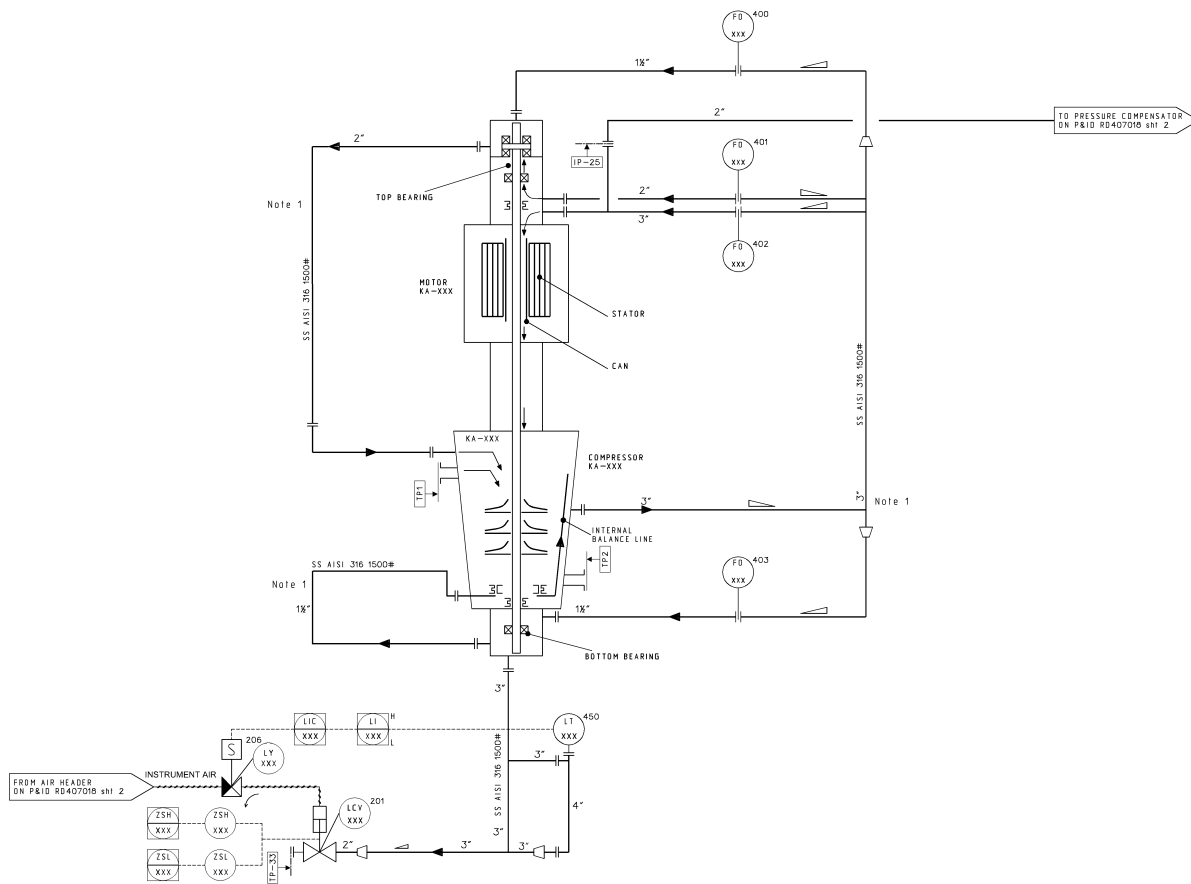 FO
XXX
400
1½"
TO PRESSURE COMPENSATOR
ON P&ID RD407018 sht 2
2"
2"
IP-25
FO
XXX
401
TOP BEARING
2"
Note 1
3"
FO
XXX
402
SS AISI 316 1500#
MOTOR
KA-XXX
STATOR
CAN
SS AISI 316 1500#
KA-XXX
COMPRESSOR
KA-XXX
TP1
3"
3"
Note 1
INTERNAL
BALANCE LINE
TP2
FO
XXX
403
SS AISI 316 1500#
Note 1
1½"
1½"
BOTTOM BEARING
3"
LIC
XXX
LI
XXX
H
L
LT
XXX
450
S
206
LY
XXX
SS AISI 316 1500#
3"
FROM AIR HEADER
ON P&ID RD407018 sht 2
INSTRUMENT AIR
4"
LCV
XXX
201
ZSH
XXX
ZSH
XXX
3"
2"
3"
3"
ZSL
XXX
ZSL
XXX
TP-33